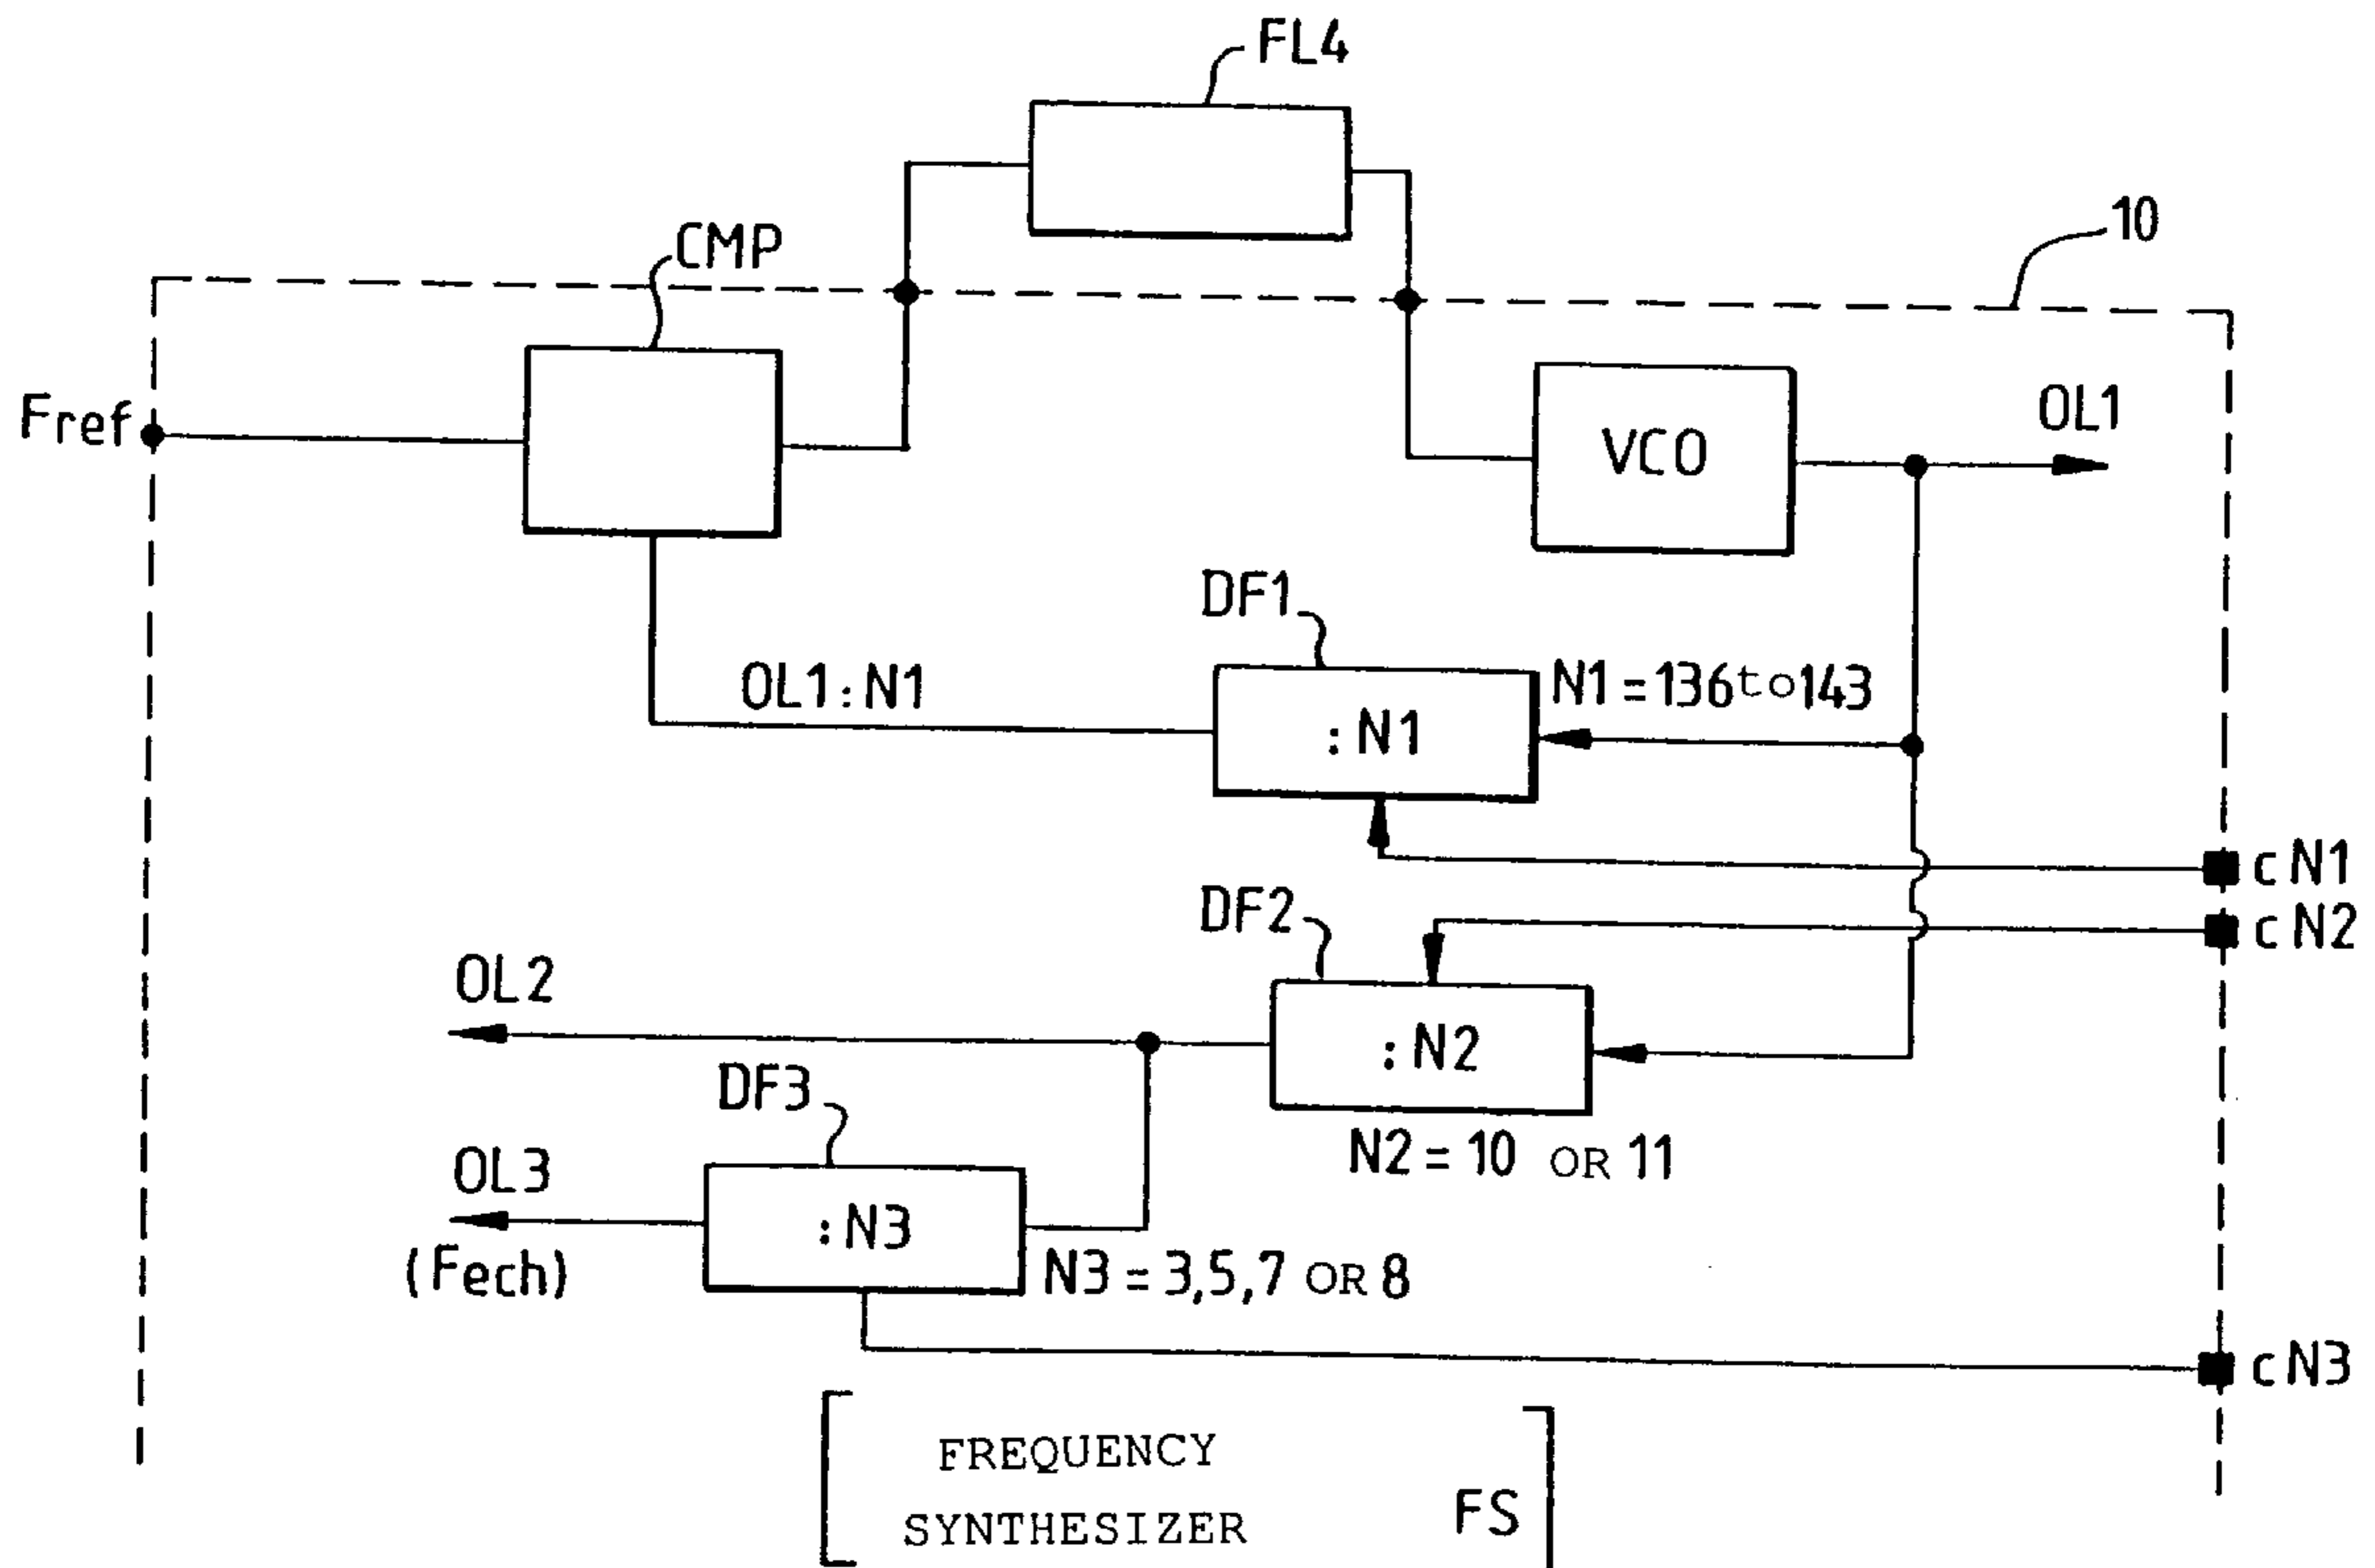 FL4
CMP
10
Fref
VCO
OL1
DF1
OL1:N1
:N1
N1=136 to 143
cN1
DF2
cN2
OL2
:N2
DF3
N2=10 OR 11
OL3
:N3
(Fech)
N3=3,5,7 OR 8
cN3
FREQUENCY
SYNTHESIZER
FS